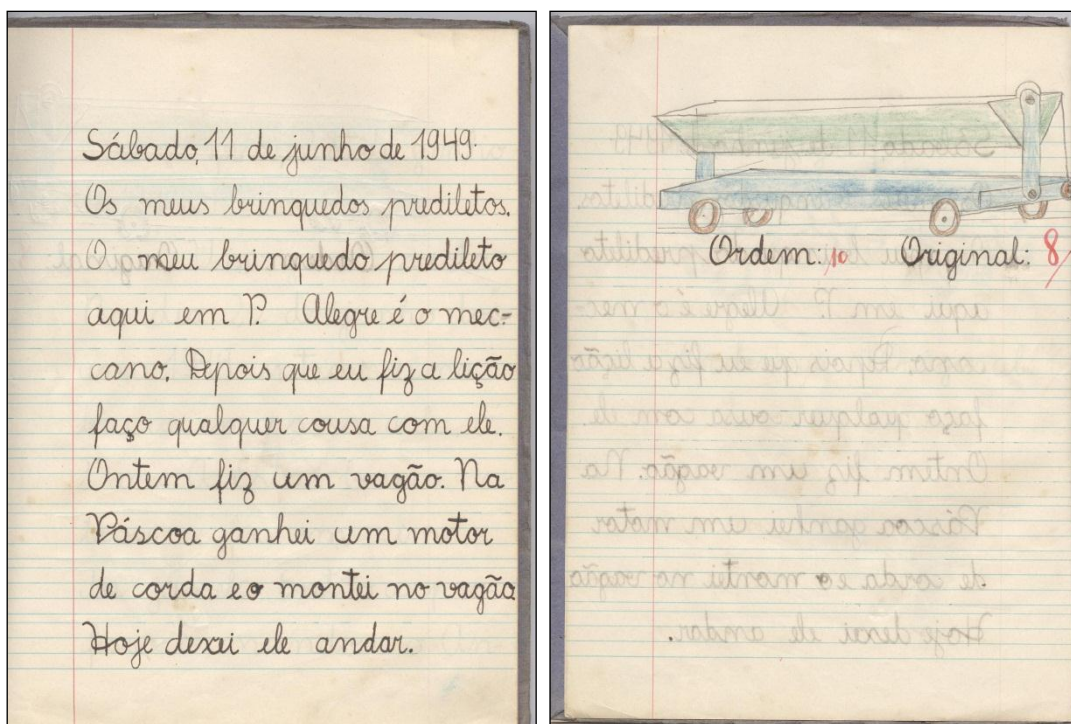 Sábado, 11 de junho de 1949.
Os meus brinquedos prediletos.
O meu brinquedo predileto
aqui em P. Alegre é o mec-
cano. Depois que eu fiz a lição
faço qualquer cousa com ele.
Ontem fiz um vagão. Na
Páscoa ganhei um motor
de corda e o montei no vagão
Hoje dexei ele andar.
Ordem: 10 Original: 8